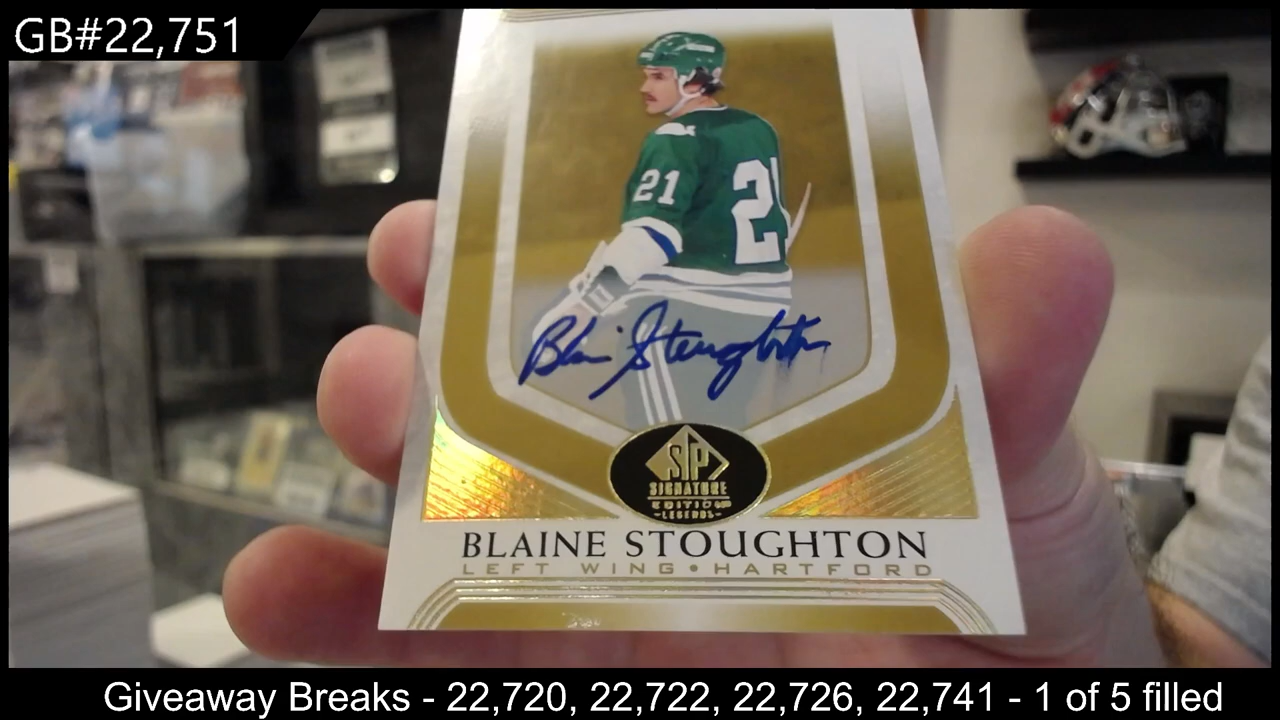 GB#22,751
21
2
Blaine Stoughton
SP
SIGNATURE
EDITION
-LEGENDS-
BLAINE STOUGHTON
LEFT WING•HARTFORD
Giveaway Breaks - 22,720, 22,722, 22,726, 22,741 - 1 of 5 filled